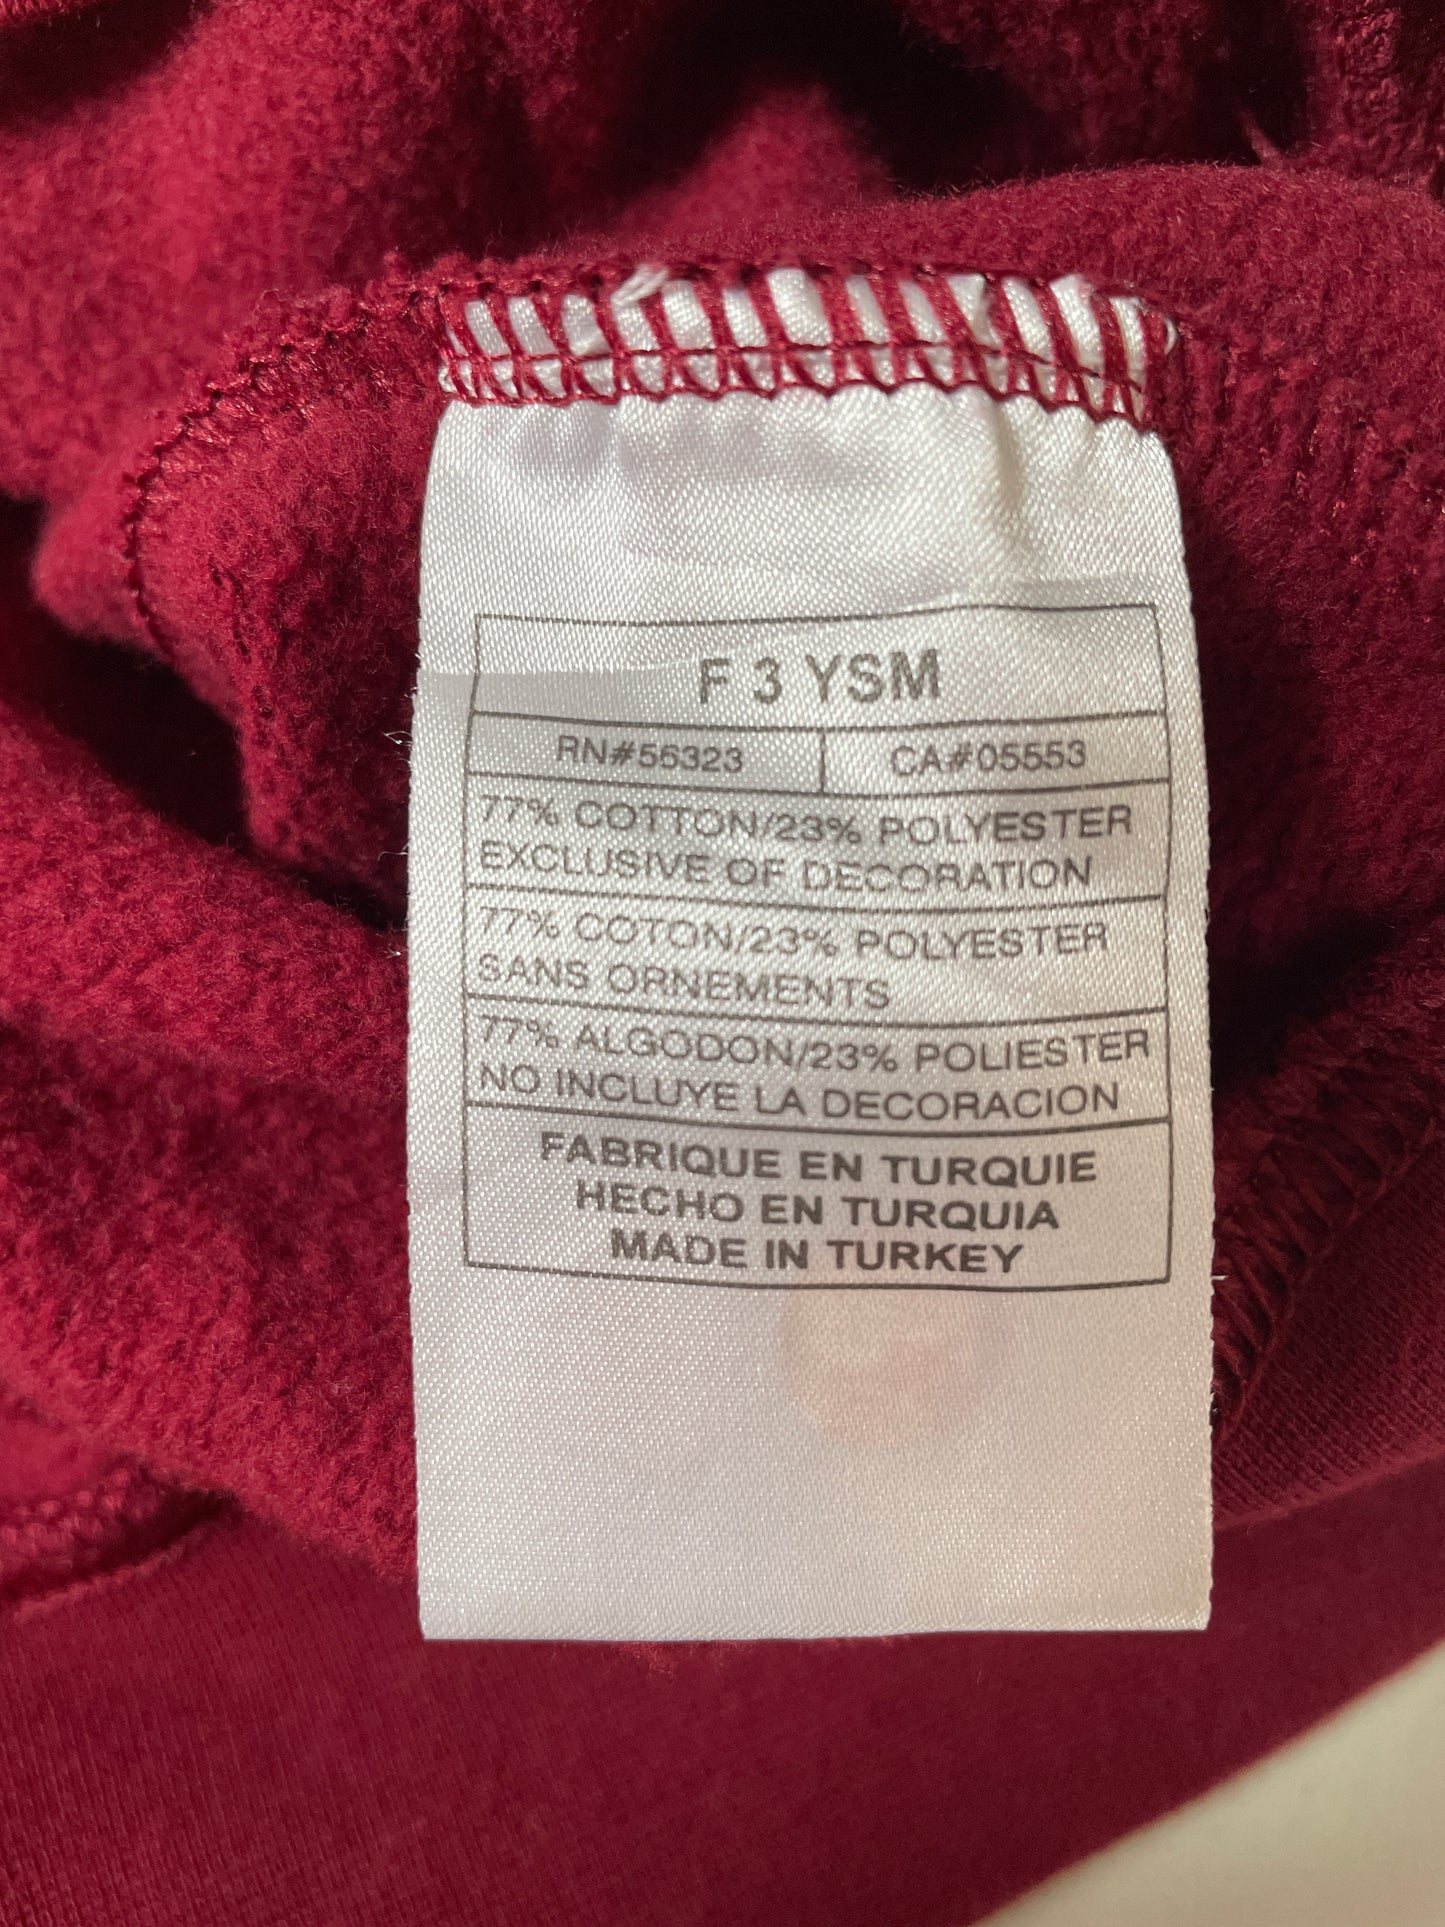 F 3 YSM
RN#56323 CA#05553
77% COTTON/23% POLYESTER
EXCLUSIVE OF DECORATION
77% COTON/23% POLYESTER
SANS ORNEMENTS
77% ALGODON/23% POLIESTER
NO INCLUYE LA DECORACION
FABRIQUE EN TURQUIE
HECHO EN TURQUIA
MADE IN TURKEY